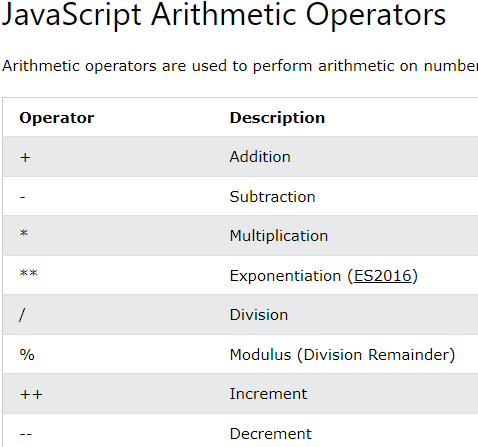 JavaScript Arithmetic Operators
Arithmetic operators are used to perform arithmetic on number
Operator Description
+ Addition
- Subtraction
* Multiplication
** Exponentiation (ES2016)
/ Division
% Modulus (Division Remainder)
++ Increment
-- Decrement